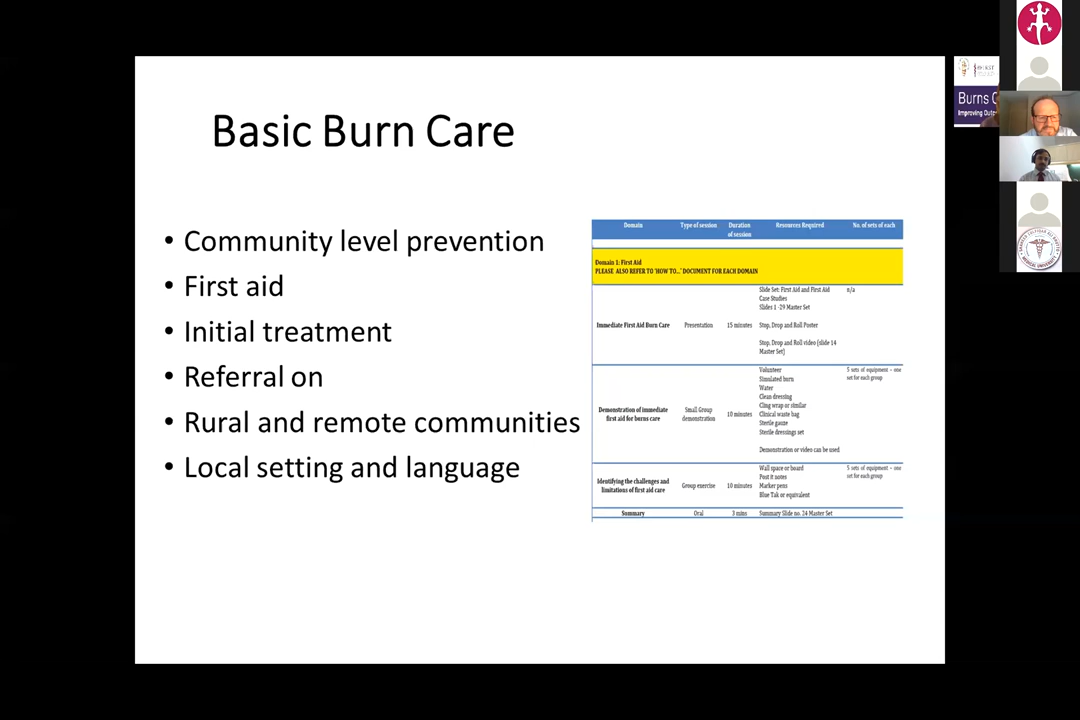 Basic Burn Care
• Community level prevention
• First aid
• Initial treatment
• Referral on
• Rural and remote communities
• Local setting and language
Domain
Type of session
Duration
of session
Resources Required
No. of sets of each
Domain 1: First Aid
PLEASE ALSO REFER TO 'HOW TO...' DOCUMENT FOR EACH DOMAIN
Immediate First Aid Burn Care
Presentation
15 minutes
Slide Set: First Aid and First Aid
Case Studies
Slides 1 -29 Master Set
Stop, Drop and Roll Poster
Stop, Drop and Roll video (slide 14
Master Set)
n/a
Demonstration of immediate
first aid for burns care
Small Group
demonstration
10 minutes
Volunteer
Simulated burn
Water
Clean dressing
Cling wrap or similar
Clinical waste bag
Sterile gauze
Sterile dressings set
Demonstration or video can be used
5 sets of equipment – one
set for each group
Identifying the challenges and
limitations of first aid care
Group exercise
10 minutes
Wall space or board
Post it notes
Marker pens
Blue Tak or equivalent
5 sets of equipment – one
set for each group
Summary
Oral
3 mins
Summary Slide no. 24 Master Set
Burns
Improving
MEDICAL UNIVERSITY